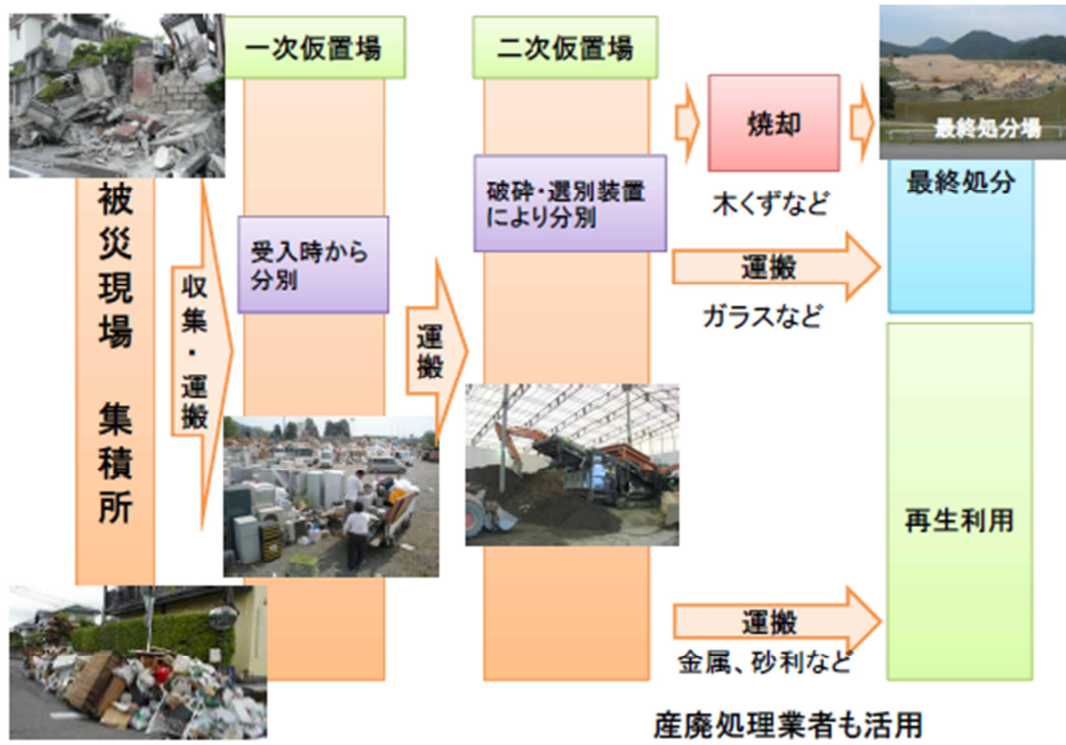 被災現場 集積所
収集・運搬
一次仮置場
受入時から
分別
運搬
二次仮置場
破砕・選別装置
により分別
焼却
木くずなど
最終処分場
最終処分
運搬
ガラスなど
再生利用
運搬
金属、砂利など
産廃処理業者も活用